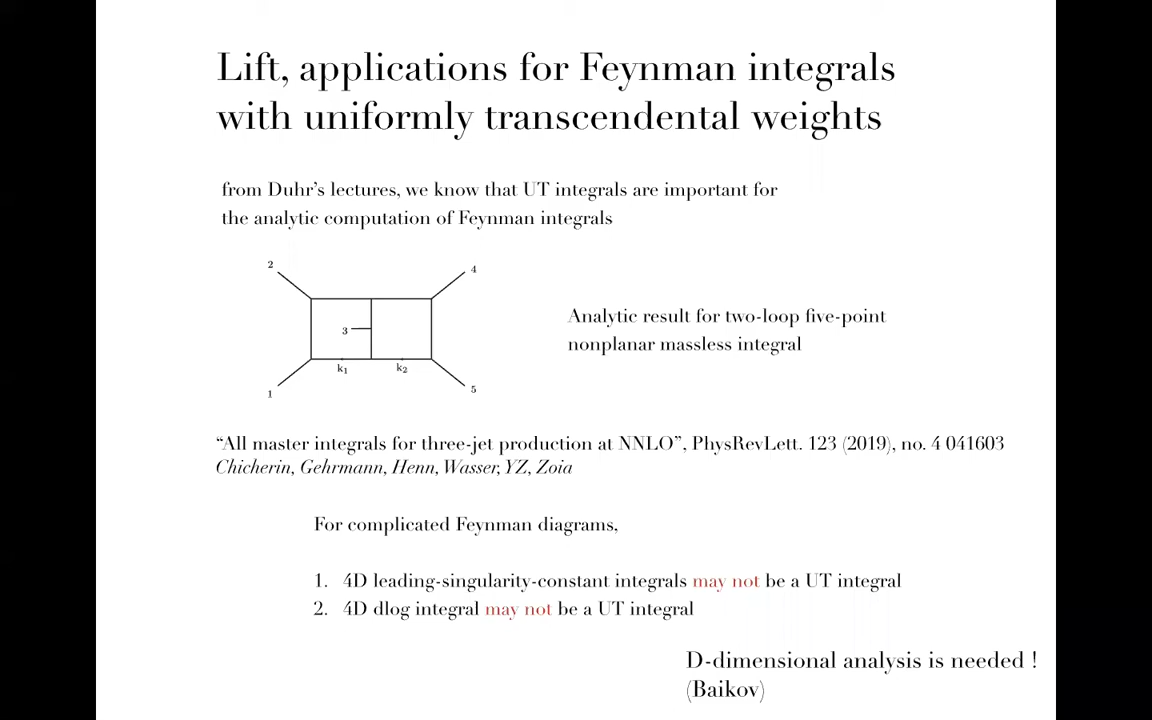 Lift, applications for Feynman integrals
with uniformly transcendental weights
from Duhr's lectures, we know that UT integrals are important for
the analytic computation of Feynman integrals
2
4
3
k1
k2
1
5
Analytic result for two-loop five-point
nonplanar massless integral
“All master integrals for three-jet production at NNLO”, PhysRevLett. 123 (2019), no. 4 041603
Chicherin, Gehrmann, Henn, Wasser, YZ, Zoia
For complicated Feynman diagrams,
1. 4D leading-singularity-constant integrals may not be a UT integral
2. 4D dlog integral may not be a UT integral
D-dimensional analysis is needed !
(Baikov)